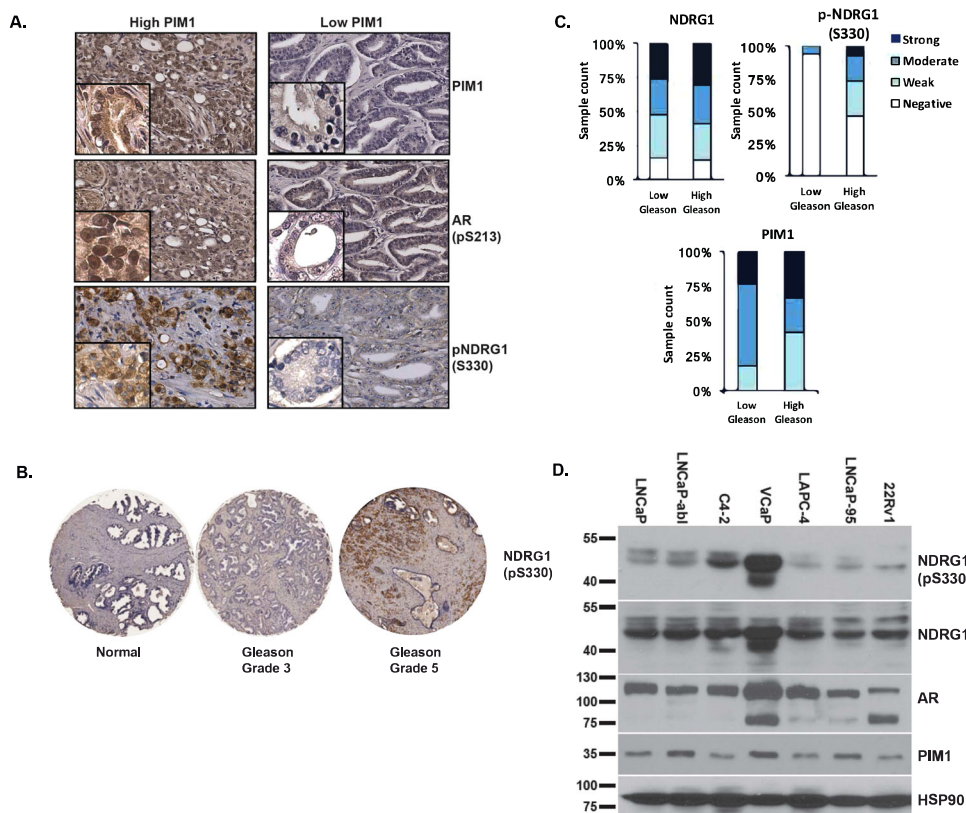 A.
High PIM1
Low PIM1
PIM1
AR
(pS213)
pNDRG1
(S330)
B.
Normal
Gleason
Grade 3
Gleason
Grade 5
NDRG1
(pS330)
C.
NDRG1
Sample count
100%
75%
50%
25%
0%
Low
Gleason
High
Gleason
p-NDRG1
(S330)
Sample count
100%
75%
50%
25%
0%
Low
Gleason
High
Gleason
Strong
Moderate
Weak
Negative
PIM1
Sample count
100%
75%
50%
25%
0%
Low
Gleason
High
Gleason
D.
LNCaP
LNCaP-abl
C4-2
VCaP
LAPC-4
LNCaP-95
22Rv1
55
40
NDRG1
(pS330
55
40
NDRG1
130
100
75
AR
35
PIM1
100
75
HSP90